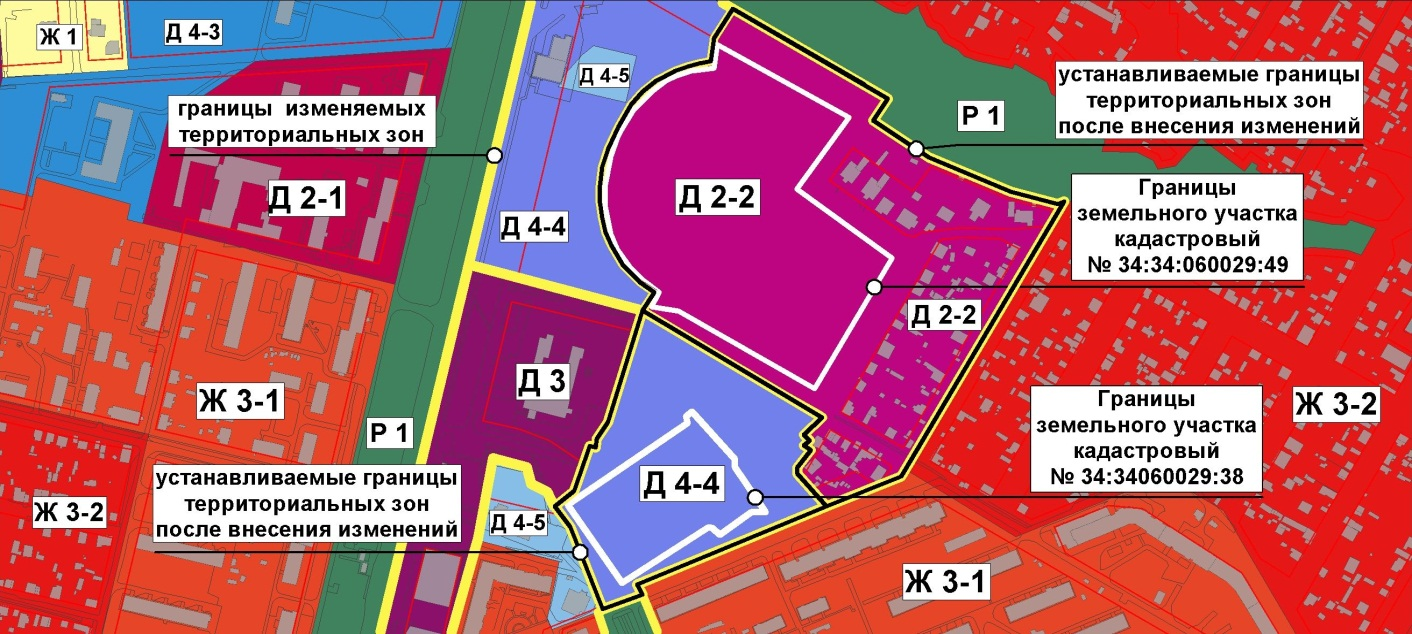 Ж 1
Д 4-3
Д 4-5
границы изменяемых
территориальных зон
Р 1
устанавливаемые границы
территориальных зон
после внесения изменений
Д 2-1
Д 2-2
Д 4-4
Границы
земельного участка
кадастровый
№ 34:34:060029:49
Д 2-2
Д 3
Ж 3-1
Р 1
Границы
земельного участка
кадастровый
№ 34:34060029:38
Ж 3-2
устанавливаемые границы
территориальных зон
после внесения изменений
Д 4-4
Ж 3-2
Д 4-5
Ж 3-1